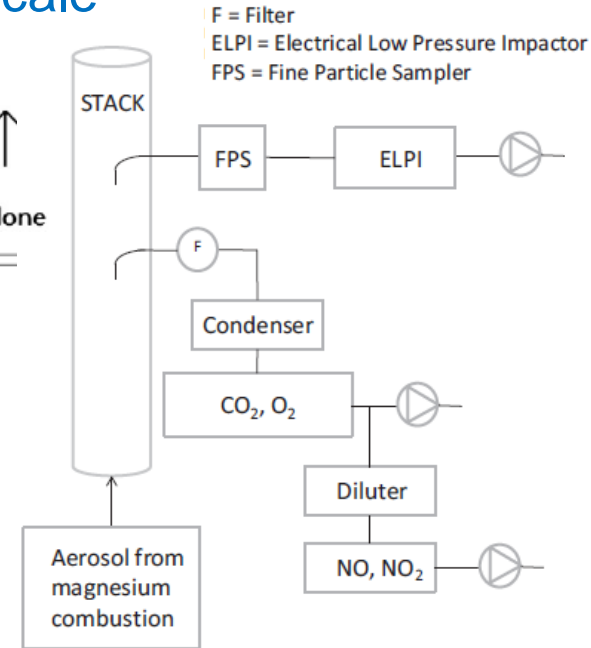 F = Filter
ELPI = Electrical Low Pressure Impactor
FPS = Fine Particle Sampler
STACK
FPS
ELPI
F
Condenser
CO₂, O₂
Diluter
NO, NO₂
Aerosol from
magnesium
combustion